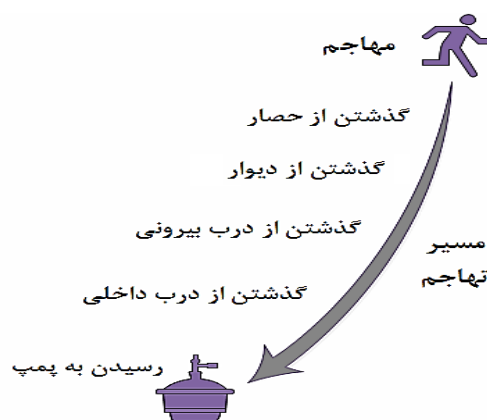 مهاجم
گذشتن از حصار
گذشتن از دیوار
گذشتن از درب بیرونی
مسیر
تهاجم
گذشتن از درب داخلی
رسیدن به پمپ